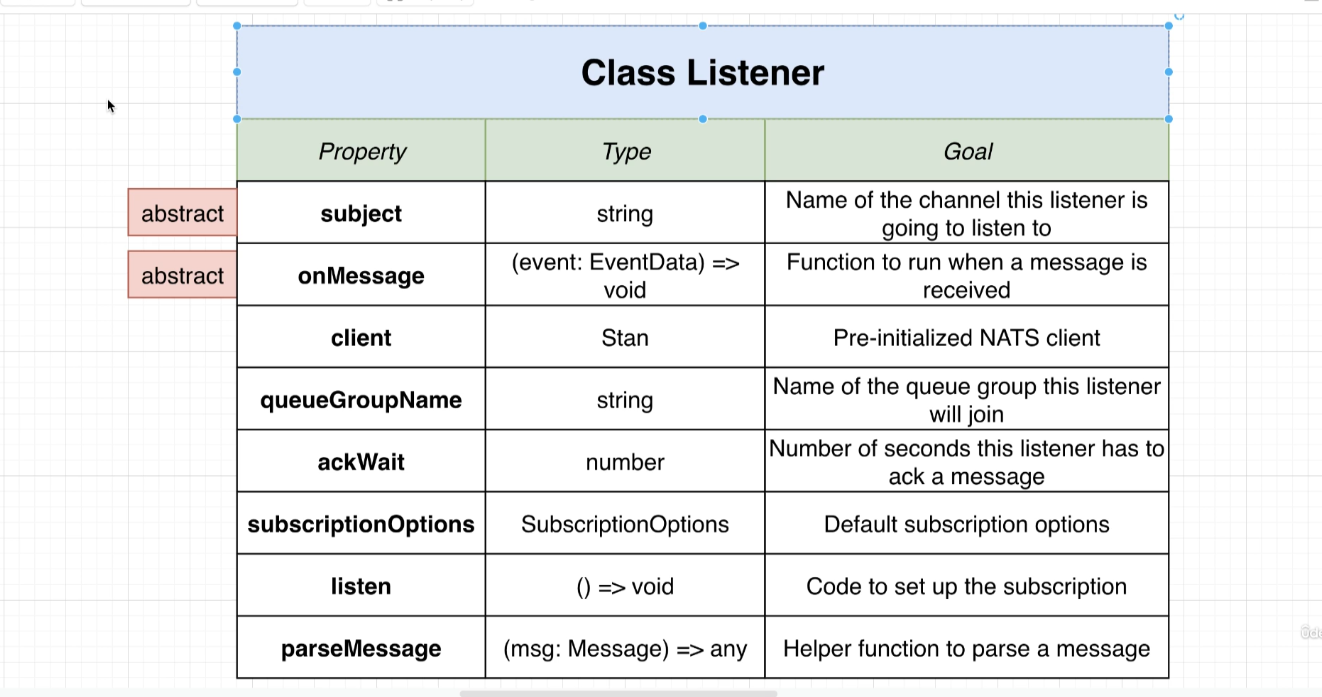 Class Listener
Property Type Goal
abstract subject string Name of the channel this listener is
going to listen to
abstract onMessage (event: EventData) => Function to run when a message is
void received
client Stan Pre-initialized NATS client
queueGroupName string Name of the queue group this listener
will join
ackWait number Number of seconds this listener has to
ack a message
subscriptionOptions SubscriptionOptions Default subscription options
listen () => void Code to set up the subscription
parseMessage (msg: Message) => any Helper function to parse a message